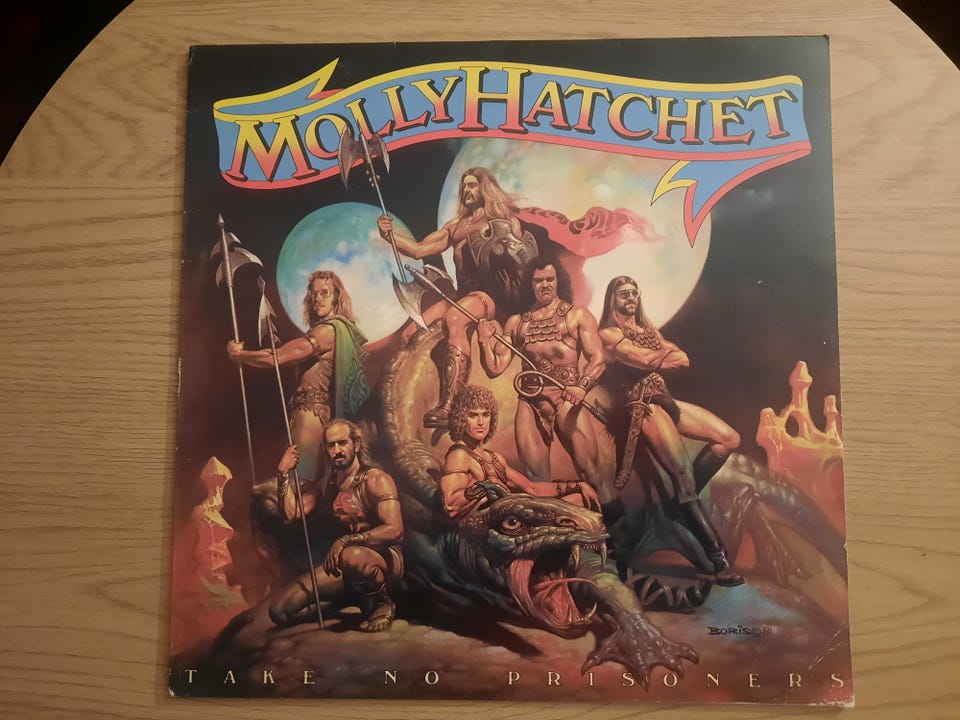 MOLLY HATCHET
BORIS © 81
TAKE NO PRISONERS